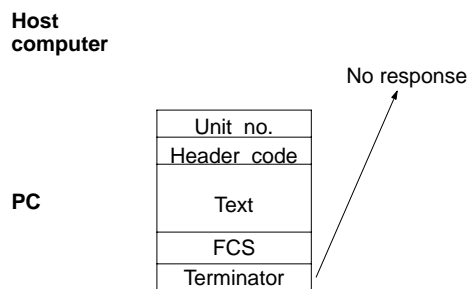 Host
computer
No response
Unit no.
Header code
PC
Text
FCS
Terminator